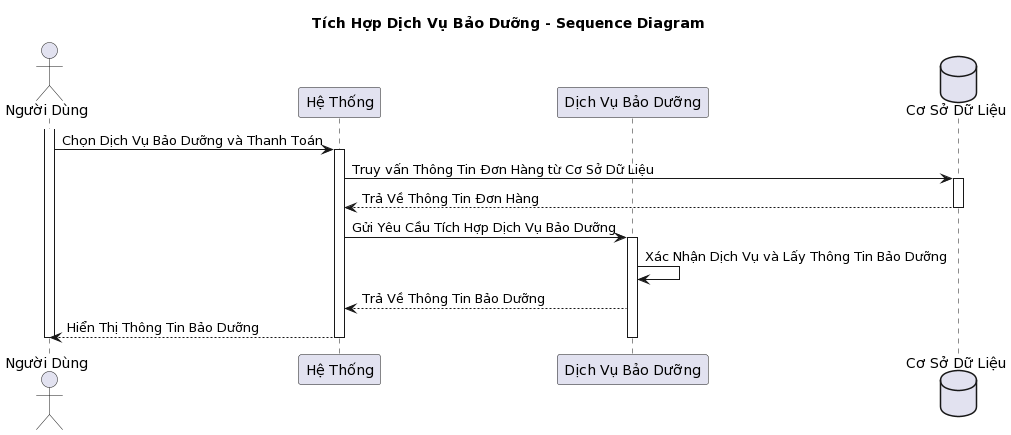 Tích Hợp Dịch Vụ Bảo Dưỡng - Sequence Diagram
Người Dùng
Hệ Thống
Dịch Vụ Bảo Dưỡng
Cơ Sở Dữ Liệu
Chọn Dịch Vụ Bảo Dưỡng và Thanh Toán
Truy vấn Thông Tin Đơn Hàng từ Cơ Sở Dữ Liệu
Trả Về Thông Tin Đơn Hàng
Gửi Yêu Cầu Tích Hợp Dịch Vụ Bảo Dưỡng
Xác Nhận Dịch Vụ và Lấy Thông Tin Bảo Dưỡng
Trả Về Thông Tin Bảo Dưỡng
Hiển Thị Thông Tin Bảo Dưỡng
Người Dùng
Hệ Thống
Dịch Vụ Bảo Dưỡng
Cơ Sở Dữ Liệu